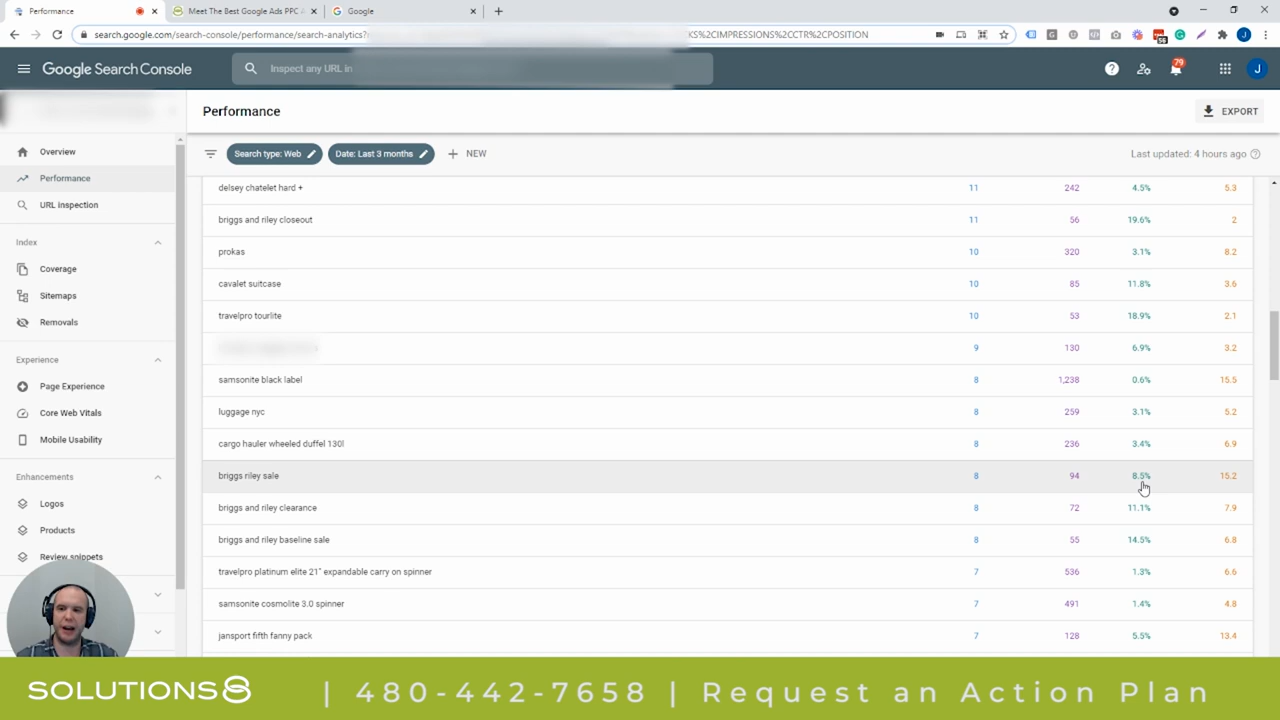 Performance
Meet The Best Google Ads PPC A
Google
search.google.com/search-console/performance/search-analytics?
KS%2CIMPRESSIONS%2CCTR%2CPOSITION
56
Google Search Console
Inspect any URL in
79
J
Performance
EXPORT
Search type: Web
Date: Last 3 months
NEW
Last updated: 4 hours ago
Overview
Performance
URL inspection
Index
Coverage
Sitemaps
Removals
Experience
Page Experience
Core Web Vitals
Mobile Usability
Enhancements
Logos
Products
Review snippets
delsey chatelet hard + 11 242 4.5% 5.3
briggs and riley closeout 11 56 19.6% 2
prokas 10 320 3.1% 8.2
cavalet suitcase 10 85 11.8% 3.6
travelpro tourlite 10 53 18.9% 2.1
9 130 6.9% 3.2
samsonite black label 8 1,238 0.6% 15.5
luggage nyc 8 259 3.1% 5.2
cargo hauler wheeled duffel 130l 8 236 3.4% 6.9
briggs riley sale 8 94 8.5% 15.2
briggs and riley clearance 8 72 11.1% 7.9
briggs and riley baseline sale 8 55 14.5% 6.8
travelpro platinum elite 21" expandable carry on spinner 7 536 1.3% 6.6
samsonite cosmolite 3.0 spinner 7 491 1.4% 4.8
jansport fifth fanny pack 7 128 5.5% 13.4
SOLUTIONS8 | 480-442-7658 | Request an Action Plan